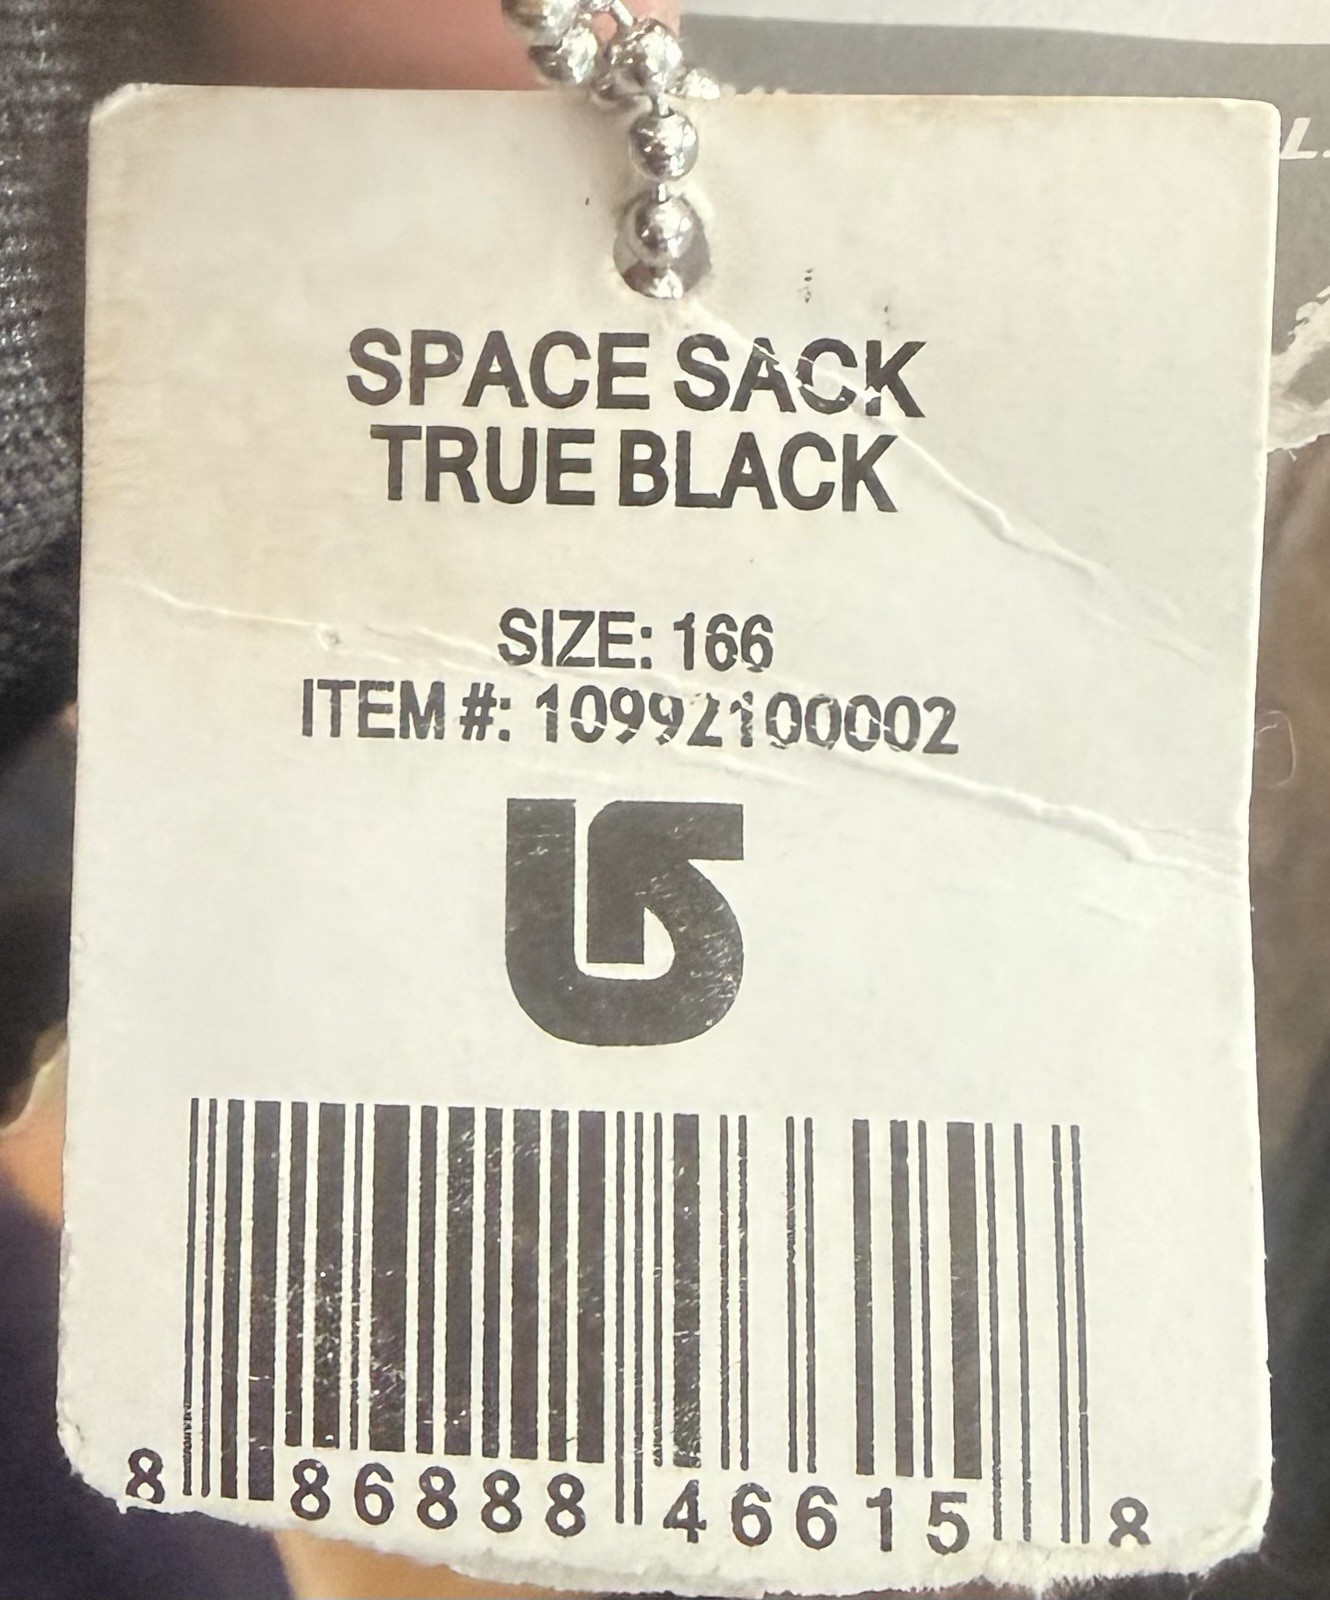 L.
SPACE SACK
TRUE BLACK
SIZE: 166
ITEM #: 10992100002
8 86888 46615 8